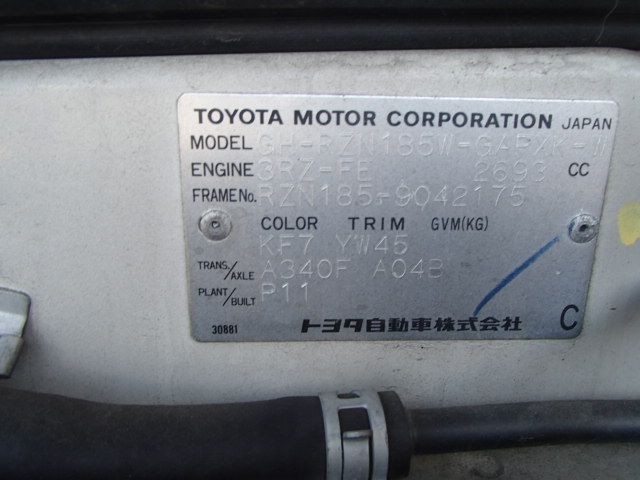 TOYOTA MOTOR CORPORATION JAPAN
MODEL GH-RZN185W-GAPXK-W
ENGINE 3RZ-FE 2693 CC
FRAME No. RZN185-9042175
COLOR TRIM GVM(KG)
KF7 YW45
TRANS./AXLE A340F A04B
PLANT/BUILT P11
30881 トヨタ自動車株式会社 C